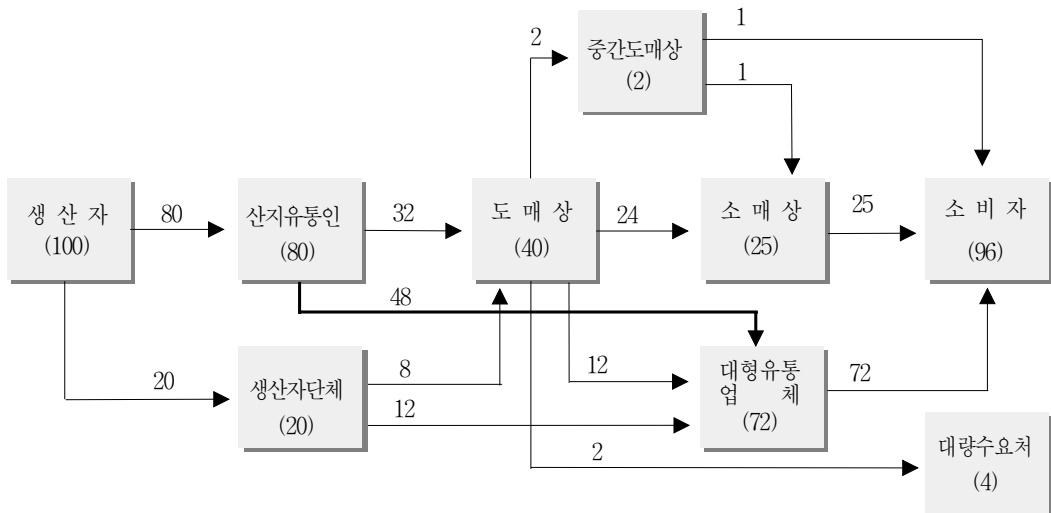 1
2
중간도매상
(2)
1
생 산 자
(100)
80
산지유통인
(80)
32
도 매 상
(40)
24
소 매 상
(25)
25
소 비 자
(96)
48
20
생산자단체
(20)
8
12
12
대형유통
업 체
(72)
72
2
대량수요처
(4)